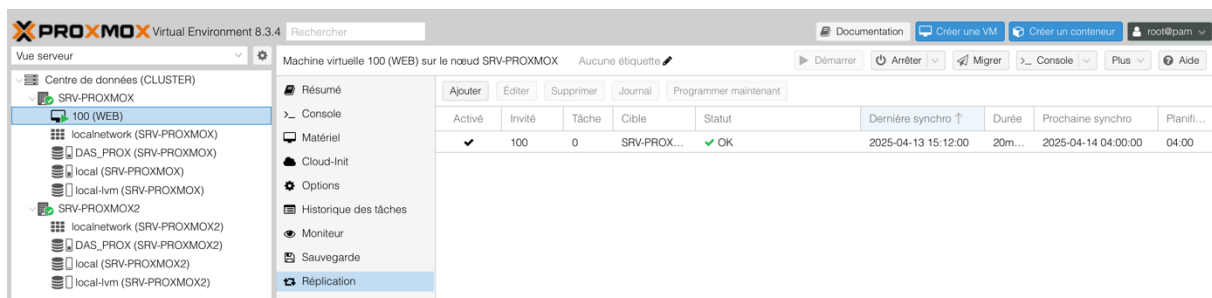 PROXMOX Virtual Environment 8.3.4 Rechercher Documentation Créer une VM Créer un conteneur root@pam
Vue serveur
Centre de données (CLUSTER)
SRV-PROXMOX
100 (WEB)
localnetwork (SRV-PROXMOX)
DAS_PROX (SRV-PROXMOX)
local (SRV-PROXMOX)
local-lvm (SRV-PROXMOX)
SRV-PROXMOX2
localnetwork (SRV-PROXMOX2)
DAS_PROX (SRV-PROXMOX2)
local (SRV-PROXMOX2)
local-lvm (SRV-PROXMOX2)
Machine virtuelle 100 (WEB) sur le nœud SRV-PROXMOX Aucune étiquette Démarrer Arrêter Migrer Console Plus Aide
Résumé
Console
Matériel
Cloud-Init
Options
Historique des tâches
Moniteur
Sauvegarde
Réplication
Ajouter Éditer Supprimer Journal Programmer maintenant
Activé Invité Tâche Cible Statut Dernière synchro Durée Prochaine synchro Planifi...
100 0 SRV-PROX... OK 2025-04-13 15:12:00 20m... 2025-04-14 04:00:00 04:00